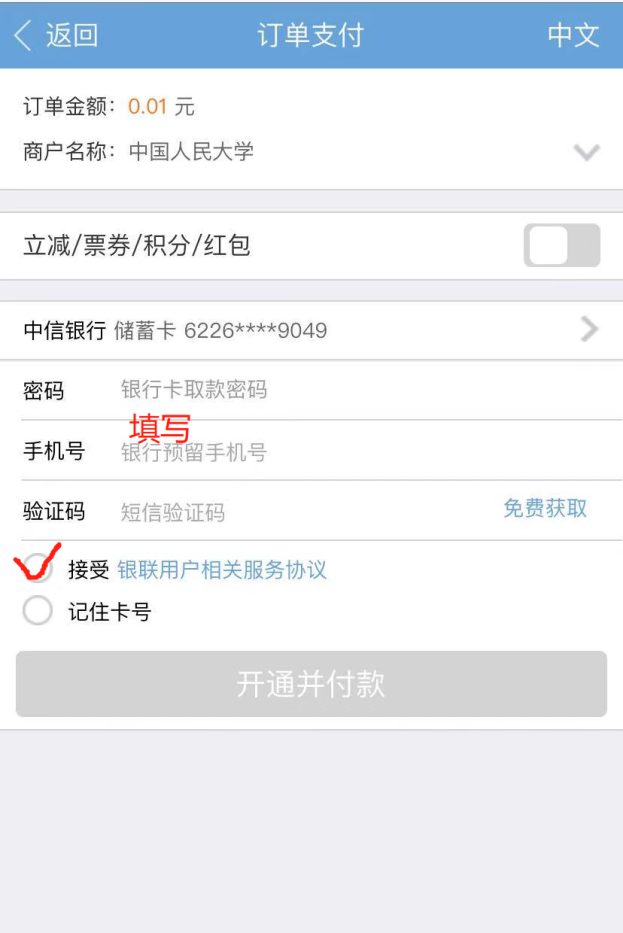 返回 订单支付 中文
订单金额：0.01 元
商户名称：中国人民大学
立减/票券/积分/红包
中信银行 储蓄卡 6226****9049
密码 银行卡取款密码
填写
手机号 银行预留手机号
验证码 短信验证码 免费获取
接受 银联用户相关服务协议
记住卡号
开通并付款